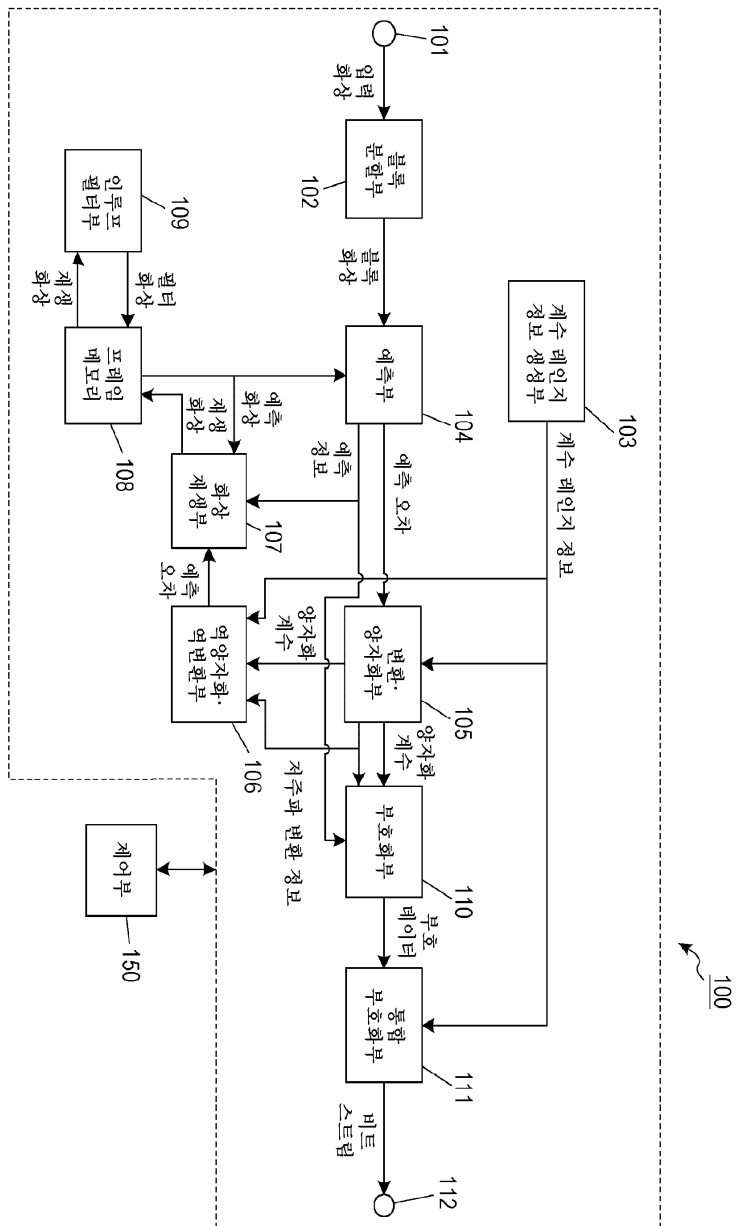 100
계수 레인지
정보 생성부
103
계수 레인지 정보
101
입력
화상
블록
분할부
102
블록
화상
예측부
104
예측 오차
변환·
양자화부
105
양자화
계수
부호화부
110
부호
데이터
통합
부호화부
111
비트
스트림
112
예측
정보
양자화
계수
저주파 변환 정보
예측
화상
재생
화상
화상
재생부
107
예측
오차
역양자화·
역변환부
106
인루프
필터부
109
필터
화상
재생
화상
프레임
메모리
108
제어부
150